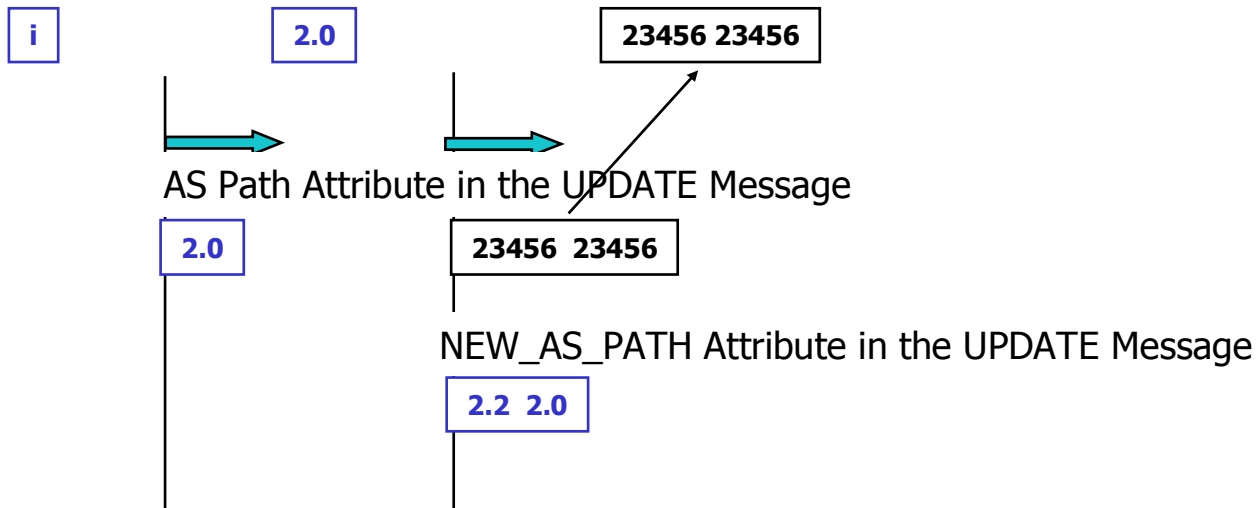 i 2.0 23456 23456
AS Path Attribute in the UPDATE Message
2.0 23456 23456
NEW_AS_PATH Attribute in the UPDATE Message
2.2 2.0